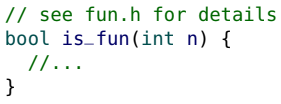 // see fun.h for details
bool is_fun(int n) {
  //...
}